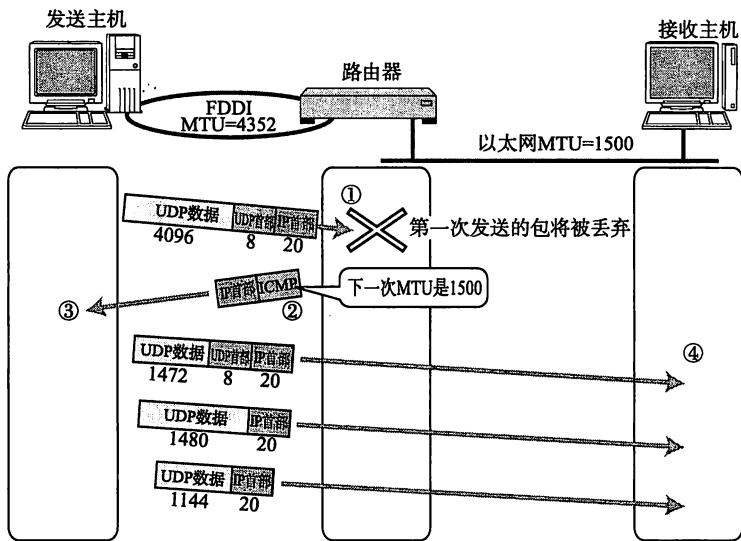 发送主机
接收主机
路由器
FDDI
MTU=4352
以太网MTU=1500
①
UDP数据 UDP首部 IP首部
4096 8 20
第一次发送的包将被丢弃
IP首部 ICMP
下一次MTU是1500
③
②
④
UDP数据 UDP首部 IP首部
1472 8 20
UDP数据 IP首部
1480 20
UDP数据 IP首部
1144 20